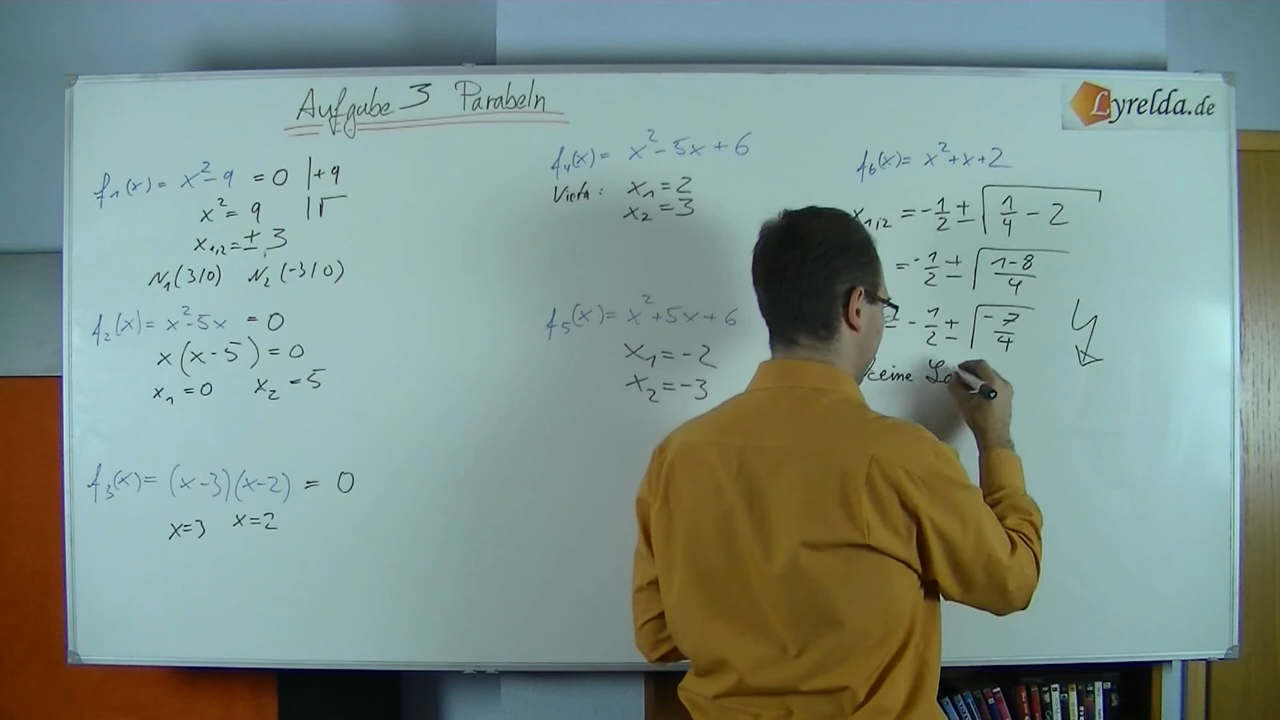 Aufgabe 3 Parabeln
Lyrelda.de
f₁(x) = x²-9 = 0 |+9
x² = 9 |√
x₁,₂ = ± 3
N₁(3|0) N₂(-3|0)
f₂(x) = x²-5x = 0
x(x-5) = 0
x₁ = 0 x₂ = 5
f₃(x) = (x-3)(x-2) = 0
x=3 x=2
f₄(x) = x²-5x+6
Vieta: x₁ = 2
x₂ = 3
f₅(x) = x²+5x+6
x₁ = -2
x₂ = -3
f₆(x) = x²+x+2
x₁,₂ = -1/2 ± √(1/4 - 2)
= -1/2 ± √((1-8)/4)
= -1/2 ± √(-7/4)
keine